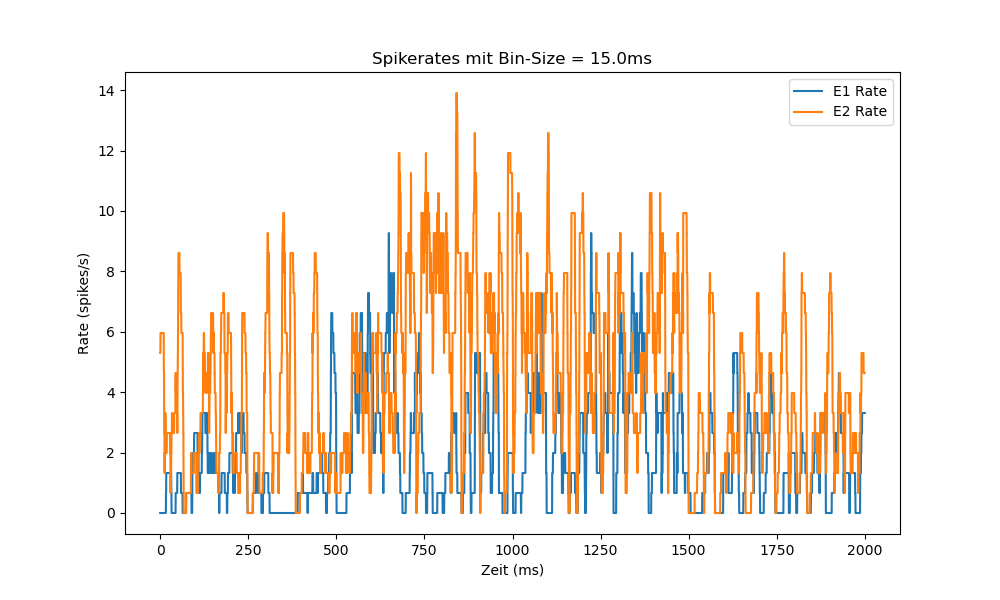 Spikerates mit Bin-Size = 15.0ms
E1 Rate
E2 Rate
14
12
10
8
6
4
2
0
Rate (spikes/s)
0 250 500 750 1000 1250 1500 1750 2000
Zeit (ms)